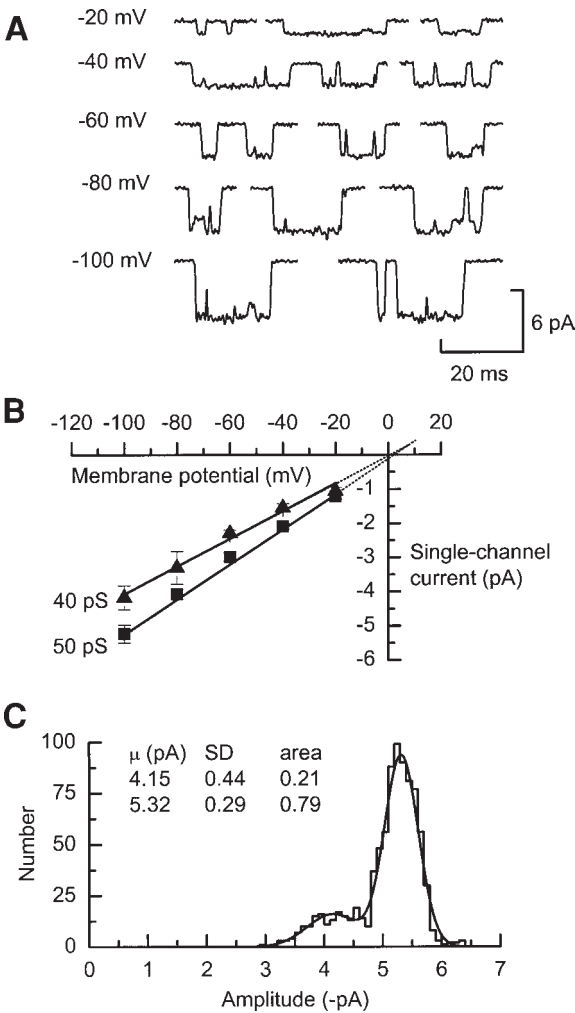 A
-20 mV
-40 mV
-60 mV
-80 mV
-100 mV
6 pA
20 ms
B
-120 -100 -80 -60 -40 -20 0 20
Membrane potential (mV)
-1
-2
-3
-4
-5
-6
Single-channel
current (pA)
40 pS
50 pS
C
μ (pA) SD area
4.15 0.44 0.21
5.32 0.29 0.79
100
75
50
25
0
Number
0 1 2 3 4 5 6 7
Amplitude (-pA)